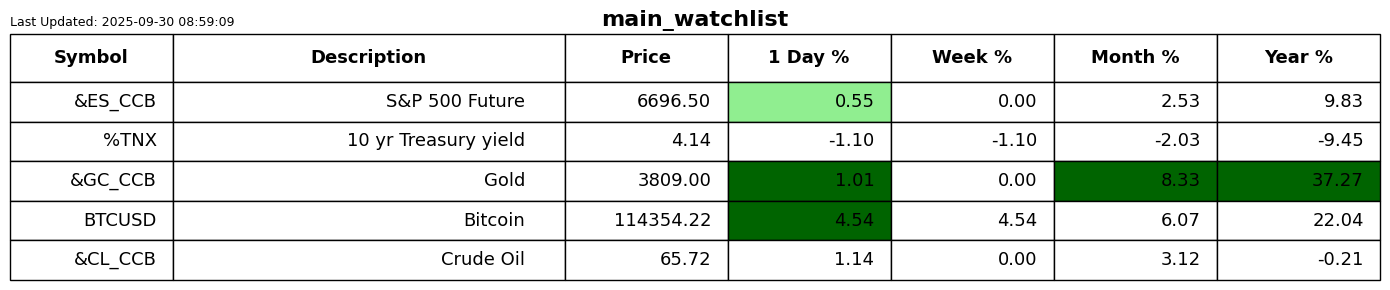 Last Updated: 2025-09-30 08:59:09
main_watchlist
Symbol Description Price 1 Day % Week % Month % Year %
&ES_CCB S&P 500 Future 6696.50 0.55 0.00 2.53 9.83
%TNX 10 yr Treasury yield 4.14 -1.10 -1.10 -2.03 -9.45
&GC_CCB Gold 3809.00 1.01 0.00 8.33 37.27
BTCUSD Bitcoin 114354.22 4.54 4.54 6.07 22.04
&CL_CCB Crude Oil 65.72 1.14 0.00 3.12 -0.21